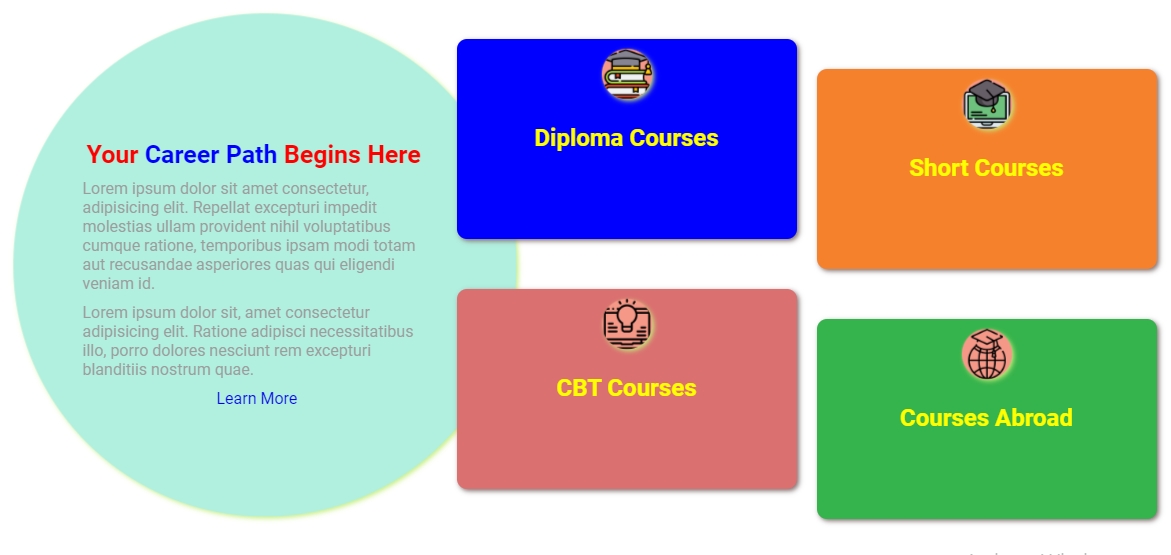 Your Career Path Begins Here
Lorem ipsum dolor sit amet consectetur,
adipisicing elit. Repellat excepturi impedit
molestias ullam provident nihil voluptatibus
cumque ratione, temporibus ipsam modi totam
aut recusandae asperiores quas qui eligendi
veniam id.
Lorem ipsum dolor sit, amet consectetur
adipisicing elit. Ratione adipisci necessitatibus
illo, porro dolores nesciunt rem excepturi
blanditiis nostrum quae.
Learn More
Diploma Courses
Short Courses
CBT Courses
Courses Abroad